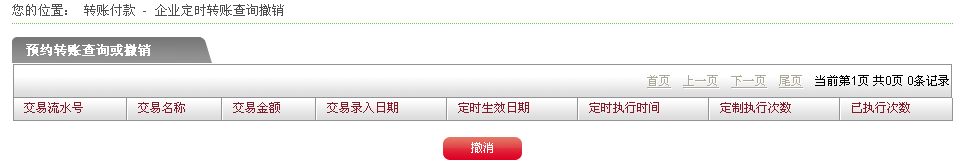 您的位置： 转账付款 - 企业定时转账查询撤销
预约转账查询或撤销
首页 上一页 下一页 尾页 当前第1页 共0页 0条记录
交易流水号 交易名称 交易金额 交易录入日期 定时生效日期 定时执行时间 定制执行次数 已执行次数
撤消